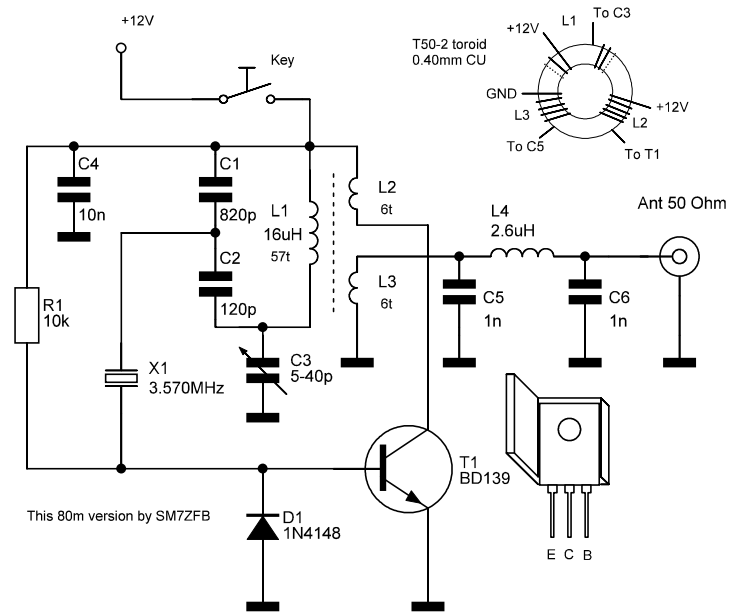 +12V
Key
T50-2 toroid
0.40mm CU
+12V
L1
To C3
GND
L3
To C5
+12V
L2
To T1
C4
10n
C1
820p
L1
16uH
57t
L2
6t
C2
120p
L3
6t
L4
2.6uH
Ant 50 Ohm
C5
1n
C6
1n
R1
10k
X1
3.570MHz
C3
5-40p
T1
BD139
This 80m version by SM7ZFB
D1
1N4148
E C B